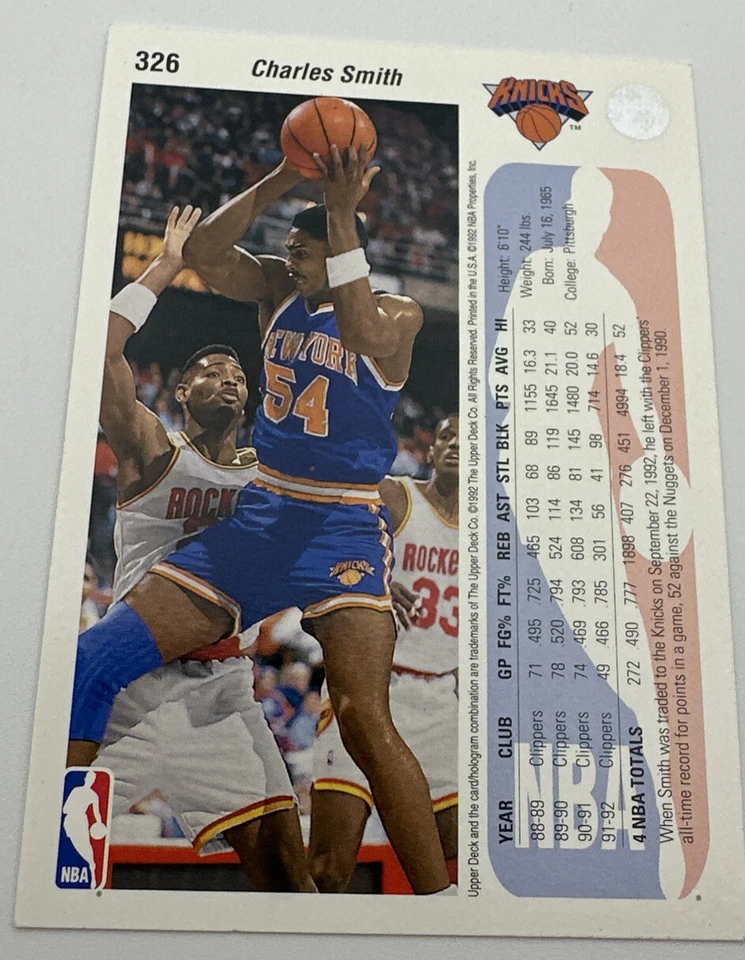 326
Charles Smith
KNICKS
TM
NEW YORK
54
ROCK
KNICKS
ROCKE
33
NBA
Upper Deck and the card/hologram combination are trademarks of The Upper Deck Co. ©1992 The Upper Deck Co. All Rights Reserved. Printed in the U.S.A. ©1992 NBA Properties, Inc.
Height: 6'10"
Weight: 244 lbs.
Born: July 16, 1965
College: Pittsburgh
YEAR CLUB GP FG% FT% REB AST STL BLK PTS AVG HI
88-89 Clippers 71 .495 .725 465 103 68 89 1155 16.3 33
89-90 Clippers 78 .520 .794 524 114 86 119 1645 21.1 40
90-91 Clippers 74 .469 .793 608 134 81 145 1480 20.0 52
91-92 Clippers 49 .466 .785 301 56 41 98 714 14.6 30
4 NBA TOTALS 272 .490 .777 1898 407 276 451 4994 18.4 52
When Smith was traded to the Knicks on September 22, 1992, he left with the Clippers'
all-time record for points in a game, 52 against the Nuggets on December 1, 1990.
NBA